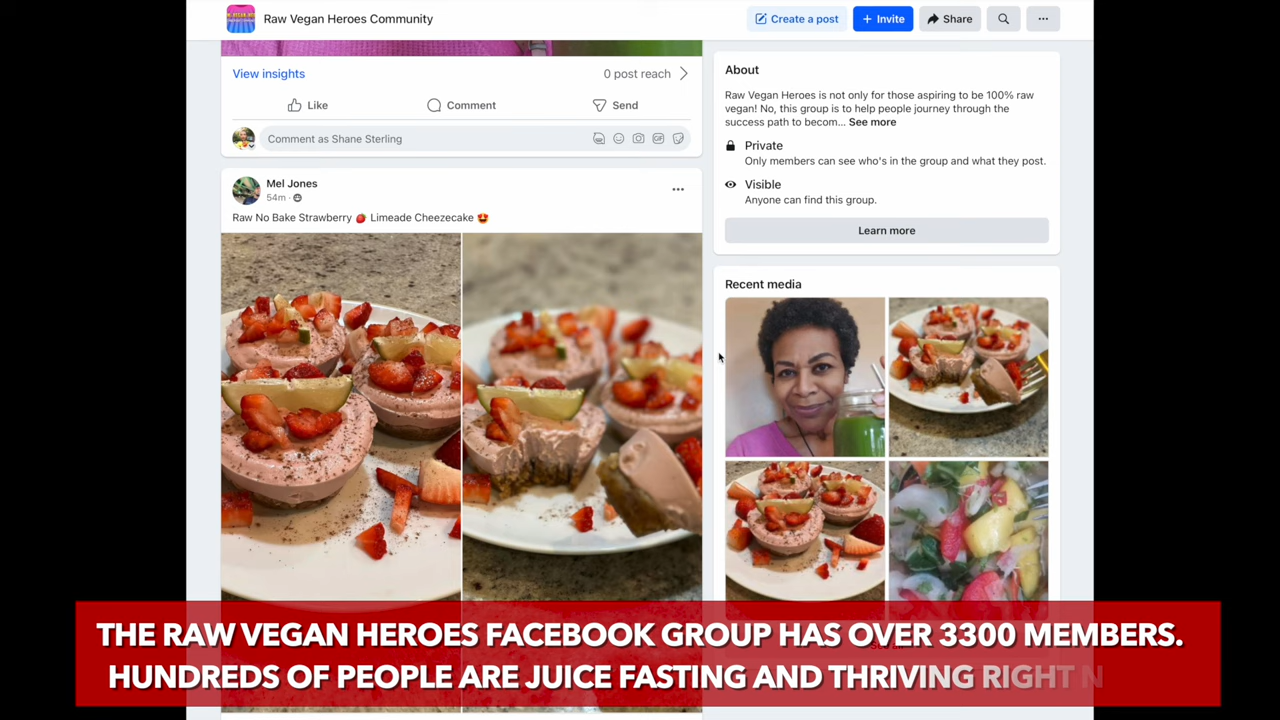 Raw Vegan Heroes Community
Create a post
+ Invite
Share
View insights
0 post reach
Like
Comment
Send
Comment as Shane Sterling
Mel Jones
54m
Raw No Bake Strawberry 🍓 Limeade Cheezecake 🤩
About
Raw Vegan Heroes is not only for those aspiring to be 100% raw
vegan! No, this group is to help people journey through the
success path to becom... See more
Private
Only members can see who's in the group and what they post.
Visible
Anyone can find this group.
Learn more
Recent media
THE RAW VEGAN HEROES FACEBOOK GROUP HAS OVER 3300 MEMBERS.
HUNDREDS OF PEOPLE ARE JUICE FASTING AND THRIVING RIGHT N